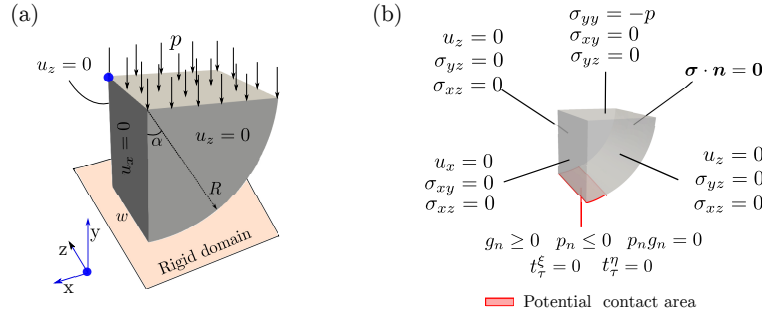 (a)
p
u_z = 0
α
u_x = 0
u_z = 0
R
w
y
z
x
Rigid domain
(b)
σ_yy = −p
σ_xy = 0
σ_yz = 0
u_z = 0
σ_yz = 0
σ_xz = 0
σ · n = 0
u_x = 0
σ_xy = 0
σ_xz = 0
u_z = 0
σ_yz = 0
σ_xz = 0
g_n ≥ 0 p_n ≤ 0 p_n g_n = 0
t_τ^ξ = 0 t_τ^η = 0
Potential contact area